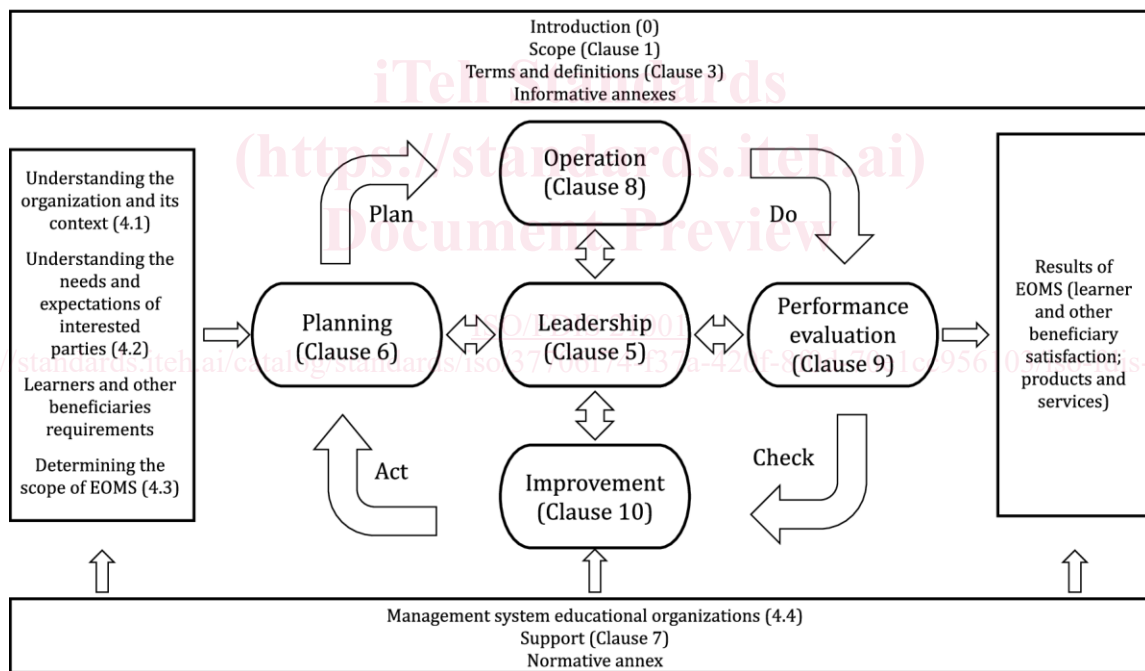 Introduction (0)
Scope (Clause 1)
Terms and definitions (Clause 3)
Informative annexes
iTeh Standards
(https://standards.iteh.ai)
Document Preview
Understanding the
organization and its
context (4.1)
Understanding the
needs and
expectations of
interested
parties (4.2)
Learners and other
beneficiaries
requirements
Determining the
scope of EOMS (4.3)
Plan
Operation
(Clause 8)
Do
Planning
(Clause 6)
Leadership
(Clause 5)
Performance
evaluation
(Clause 9)
Results of
EOMS (learner
and other
beneficiary
satisfaction;
products and
services)
Act
Improvement
(Clause 10)
Check
Management system educational organizations (4.4)
Support (Clause 7)
Normative annex